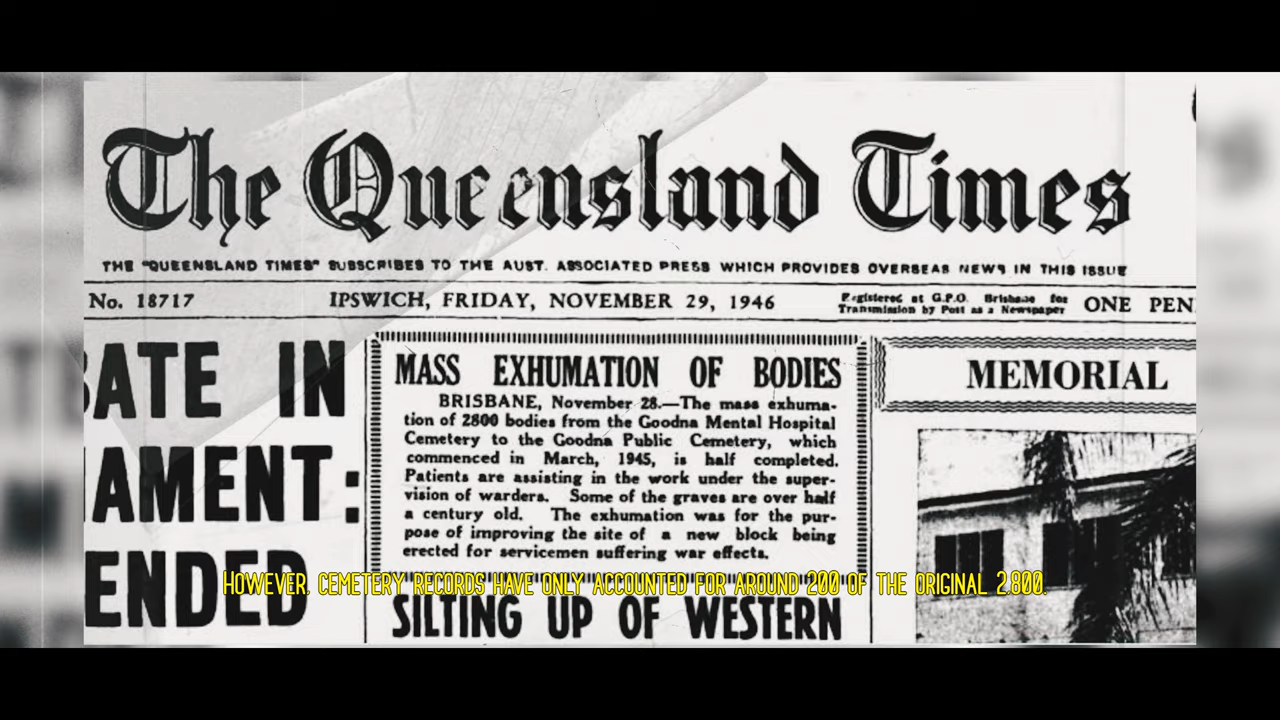 The Queensland Times
THE "QUEENSLAND TIMES" SUBSCRIBES TO THE AUST. ASSOCIATED PRESS WHICH PROVIDES OVERSEAS NEWS IN THIS ISSUE
No. 18717
IPSWICH, FRIDAY, NOVEMBER 29, 1946
Registered at G.P.O. Brisbane for
Transmission by Post as a Newspaper
ONE PEN
ATE IN
AMENT:
ENDED
MASS EXHUMATION OF BODIES
BRISBANE, November 28.—The mass exhuma-
tion of 2800 bodies from the Goodna Mental Hospital
Cemetery to the Goodna Public Cemetery, which
commenced in March, 1945, is half completed.
Patients are assisting in the work under the super-
vision of warders. Some of the graves are over half
a century old. The exhumation was for the pur-
pose of improving the site of a new block being
erected for servicemen suffering war effects.
SILTING UP OF WESTERN
MEMORIAL
However, cemetery records have only accounted for around 200 of the original 2,800.